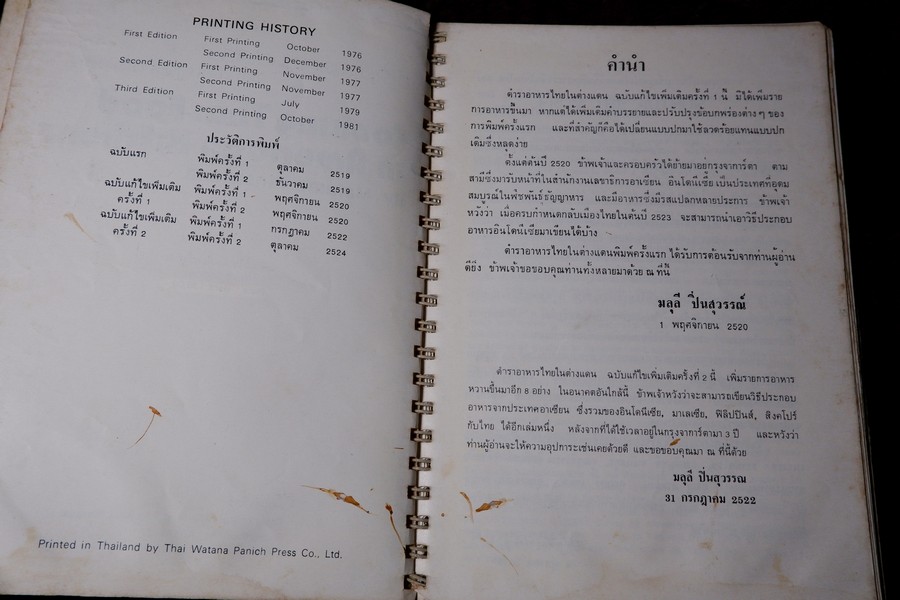 PRINTING HISTORY
First Edition First Printing October 1976
Second Printing December 1976
Second Edition First Printing November 1977
Second Printing November 1977
Third Edition First Printing July 1979
Second Printing October 1981
ประวัติการพิมพ์
ฉบับแรก พิมพ์ครั้งที่ 1 ตุลาคม 2519
พิมพ์ครั้งที่ 2 ธันวาคม 2519
ฉบับแก้ไขเพิ่มเติม พิมพ์ครั้งที่ 1 พฤศจิกายน 2520
ครั้งที่ 1 พิมพ์ครั้งที่ 2 พฤศจิกายน 2520
ฉบับแก้ไขเพิ่มเติม พิมพ์ครั้งที่ 1 กรกฎาคม 2522
ครั้งที่ 2 พิมพ์ครั้งที่ 2 ตุลาคม 2524
Printed in Thailand by Thai Watana Panich Press Co., Ltd.
คำนำ
ตำราอาหารไทยในต่างแดน ฉบับแก้ไขเพิ่มเติมครั้งที่ 1 นี้ มิได้เพิ่มราย
การอาหารขึ้นมา หากแต่ได้เพิ่มเติมคำบรรยายและปรับปรุงข้อบกพร่องต่าง ๆ ของ
การพิมพ์ครั้งแรก และที่สำคัญก็คือได้เปลี่ยนแบบปกมาใช้ลวดร้อยแทนแบบปก
เดิมซึ่งหลุดง่าย
ตั้งแต่ต้นปี 2520 ข้าพเจ้าและครอบครัวได้ย้ายมาอยู่กรุงจาการ์ตา ตาม
สามีซึ่งมารับหน้าที่ในสำนักงานเลขาธิการอาเซียน อินโดนีเซียเป็นประเทศที่อุดม
สมบูรณ์ในพืชพันธุ์ธัญญาหาร และมีอาหารซึ่งมีรสแปลกหลายประการ ข้าพเจ้า
หวังว่า เมื่อครบกำหนดกลับเมืองไทยในต้นปี 2523 จะสามารถนำเอาวิธีประกอบ
อาหารอินโดนีเซียมาเขียนได้บ้าง
ตำราอาหารไทยในต่างแดนพิมพ์ครั้งแรก ได้รับการต้อนรับจากท่านผู้อ่าน
ดียิ่ง ข้าพเจ้าขอขอบคุณท่านทั้งหลายมาด้วย ณ ที่นี้
มลุลี ปิ่นสุวรรณ์
1 พฤศจิกายน 2520
ตำราอาหารไทยในต่างแดน ฉบับแก้ไขเพิ่มเติมครั้งที่ 2 นี้ เพิ่มรายการอาหาร
หวานขึ้นมาอีก 8 อย่าง ในอนาคตอันใกล้นี้ ข้าพเจ้าหวังว่าจะสามารถเขียนวิธีประกอบ
อาหารจากประเทศอาเซียน ซึ่งรวมของอินโดนีเซีย, มาเลเซีย, ฟิลิปปินส์, สิงคโปร์
กับไทย ได้อีกเล่มหนึ่ง หลังจากที่ได้ใช้เวลาอยู่ในกรุงจาการ์ตามา 3 ปี และหวังว่า
ท่านผู้อ่านจะให้ความอุปการะเช่นเคยด้วยดี และขอขอบคุณมา ณ ที่นี้ด้วย
มลุลี ปิ่นสุวรรณ
31 กรกฎาคม 2522